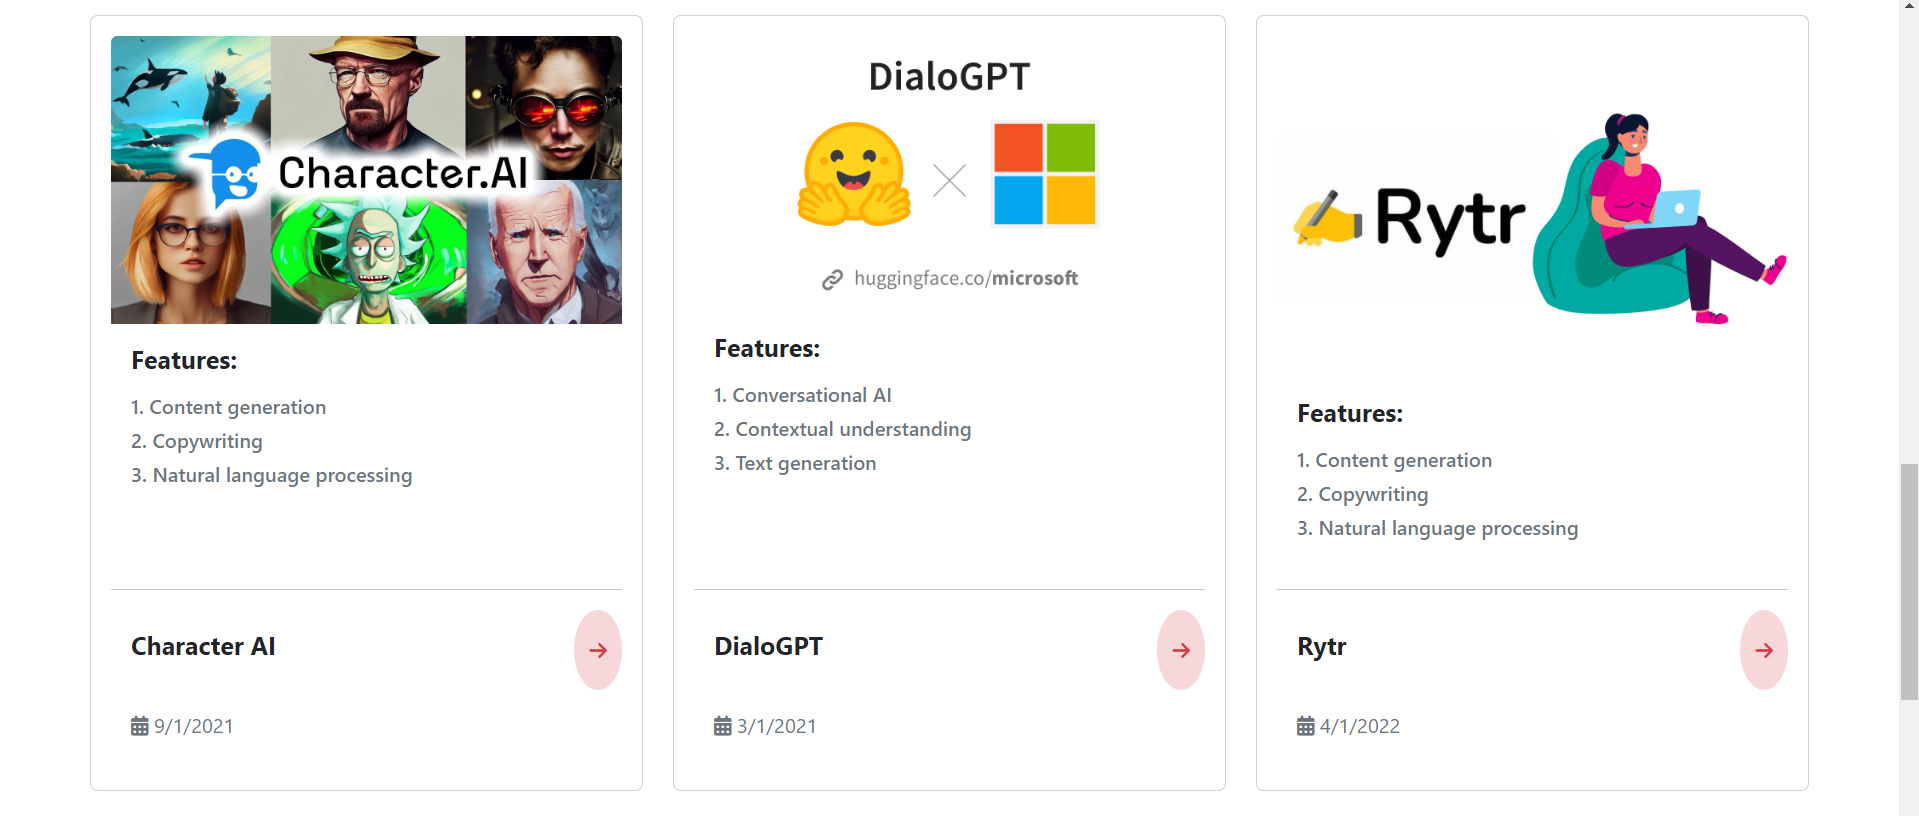 Character.AI
Features:
1. Content generation
2. Copywriting
3. Natural language processing
Character AI
9/1/2021
DialoGPT
huggingface.co/microsoft
Features:
1. Conversational AI
2. Contextual understanding
3. Text generation
DialoGPT
3/1/2021
Rytr
Features:
1. Content generation
2. Copywriting
3. Natural language processing
Rytr
4/1/2022